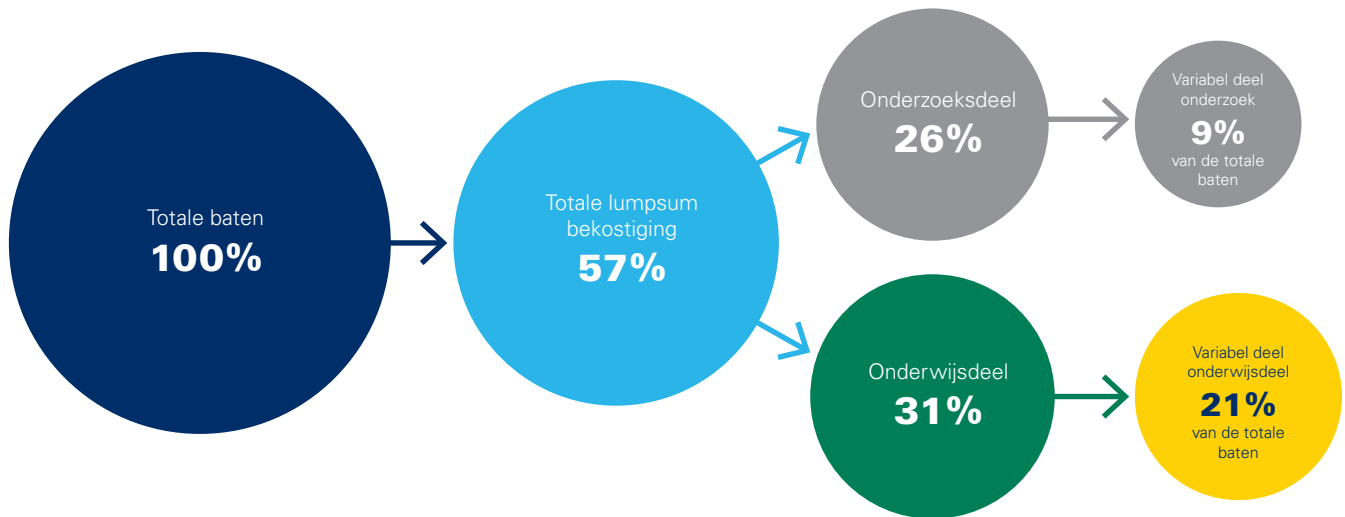 Totale baten
100%
Totale lumpsum
bekostiging
57%
Onderzoeksdeel
26%
Variabel deel
onderzoek
9%
van de totale
baten
Onderwijsdeel
31%
Variabel deel
onderwijsdeel
21%
van de totale
baten